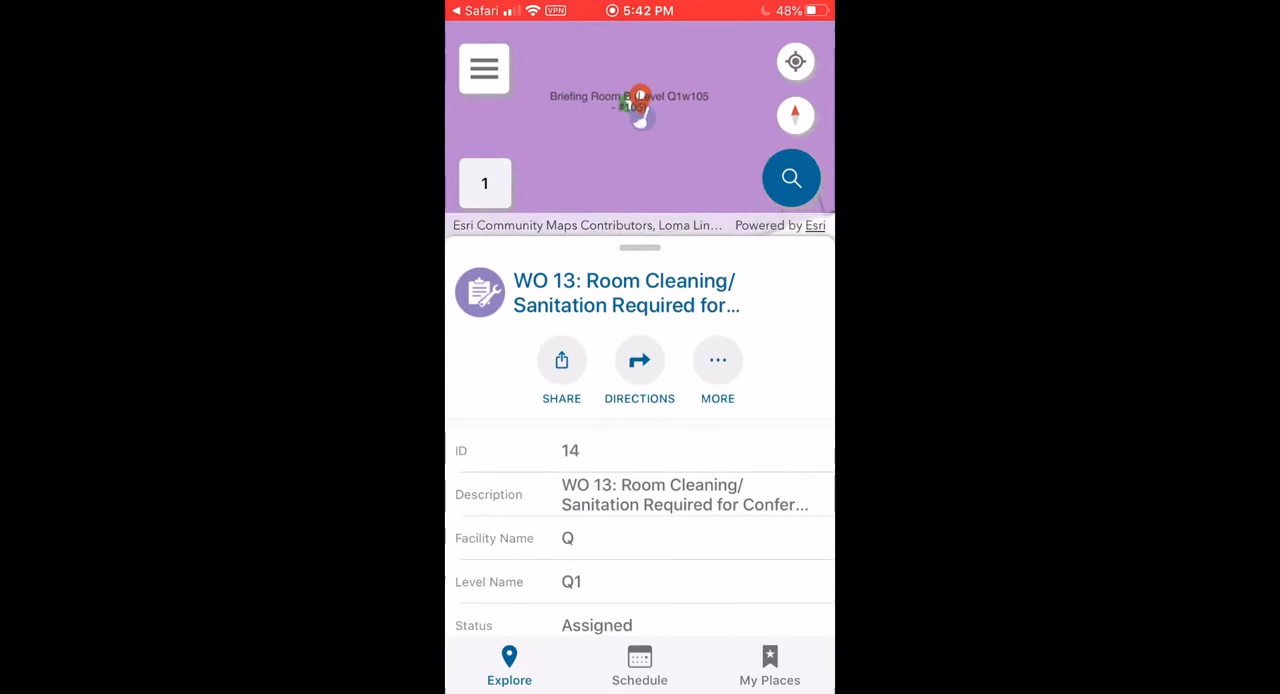 Safari VPN 5:42 PM 48%
Briefing Room B (Level Q1w105
- #105)
1
Esri Community Maps Contributors, Loma Lin... Powered by Esri
WO 13: Room Cleaning/
Sanitation Required for...
SHARE DIRECTIONS MORE
ID 14
Description WO 13: Room Cleaning/
Sanitation Required for Confer...
Facility Name Q
Level Name Q1
Status Assigned
Explore Schedule My Places